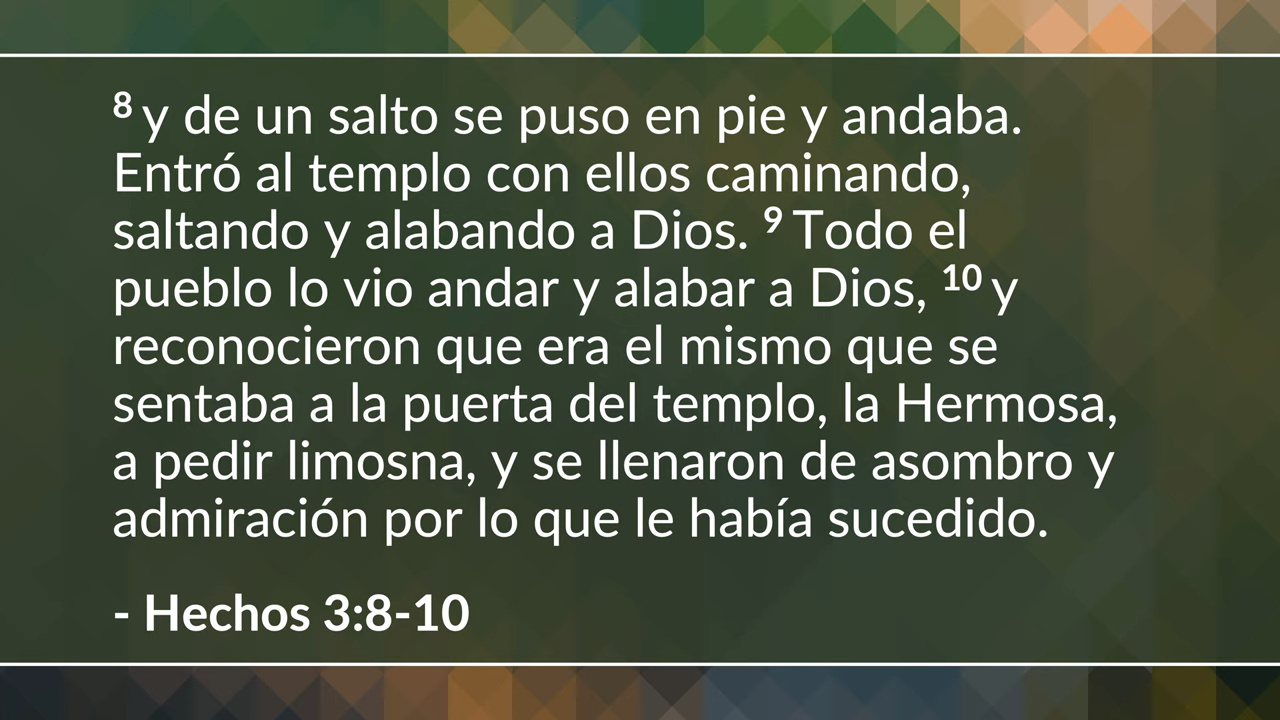 8 y de un salto se puso en pie y andaba.
Entró al templo con ellos caminando,
saltando y alabando a Dios. 9 Todo el
pueblo lo vio andar y alabar a Dios, 10 y
reconocieron que era el mismo que se
sentaba a la puerta del templo, la Hermosa,
a pedir limosna, y se llenaron de asombro y
admiración por lo que le había sucedido.
- Hechos 3:8-10